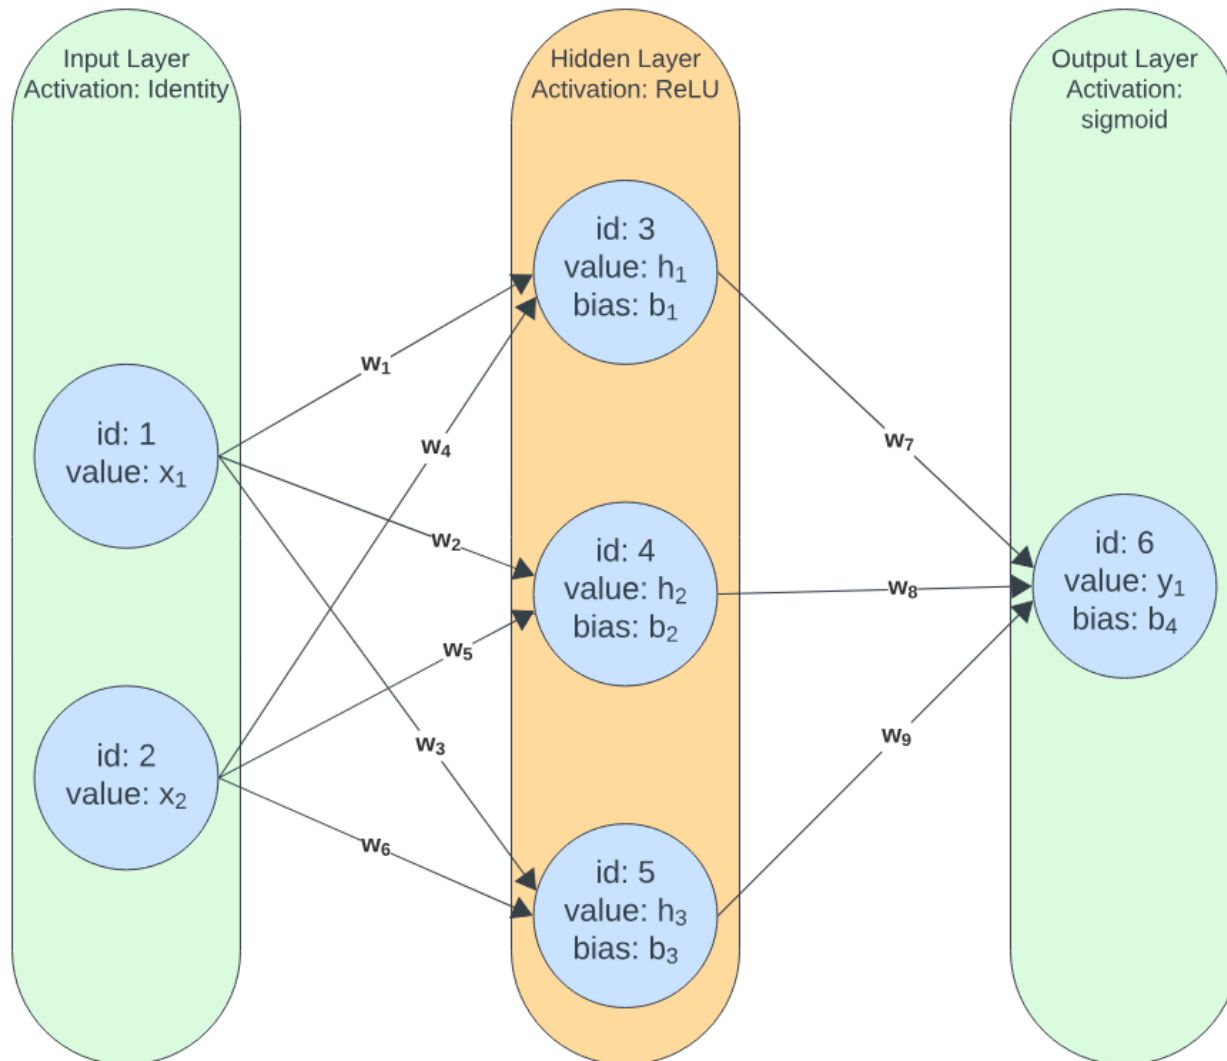 Input Layer
Activation: Identity
Hidden Layer
Activation: ReLU
Output Layer
Activation:
sigmoid
id: 1
value: x₁
id: 2
value: x₂
w₁
w₄
w₂
w₅
w₃
w₆
id: 3
value: h₁
bias: b₁
id: 4
value: h₂
bias: b₂
id: 5
value: h₃
bias: b₃
w₇
w₈
w₉
id: 6
value: y₁
bias: b₄